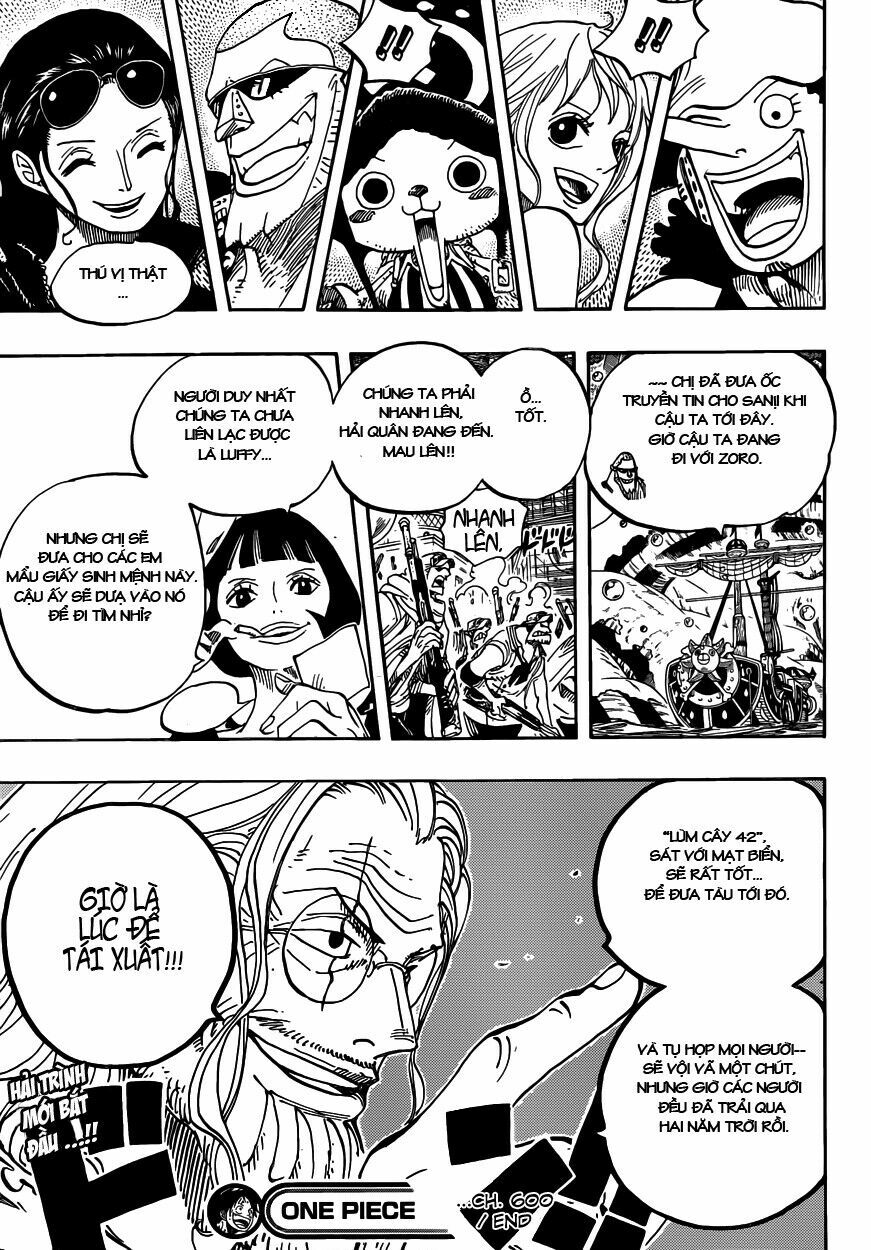 !!
!!
THÚ VỊ THẬT
...
~~ CHỊ ĐÃ ĐƯA ỐC
TRUYỀN TIN CHO SANJI KHI
CẬU TA TỚI ĐÂY.
GIỜ CẬU TA ĐANG
ĐI VỚI ZORO.
Ồ...
TỐT.
CHÚNG TA PHẢI
NHANH LÊN,
HẢI QUÂN ĐANG ĐẾN.
MAU LÊN!!
NHANH
LÊN.
NGƯỜI DUY NHẤT
CHÚNG TA CHƯA
LIÊN LẠC ĐƯỢC
LÀ LUFFY...
NHƯNG CHỊ SẼ
ĐƯA CHO CÁC EM
MẨU GIẤY SINH MỆNH NÀY.
CẬU ẤY SẼ DỰA VÀO NÓ
ĐỂ ĐI TÌM NHỈ?
"LÙM CÂY 42",
SÁT VỚI MẠT BIỂN,
SẼ RẤT TỐT...
ĐỂ ĐƯA TÀU TỚI ĐÓ.
VÀ TỤ HỌP MỌI NGƯỜI--
SẼ VỘI VÃ MỘT CHÚT,
NHƯNG GIỜ CÁC NGƯỜI
ĐỀU ĐÃ TRẢI QUA
HAI NĂM TRỜI RỒI.
GIỜ LÀ
LÚC ĐỂ
TÁI XUẤT!!!
HẢI TRÌNH
MỚI BẮT
ĐẦU ...!!
ONE PIECE
...CH. 600
/ END